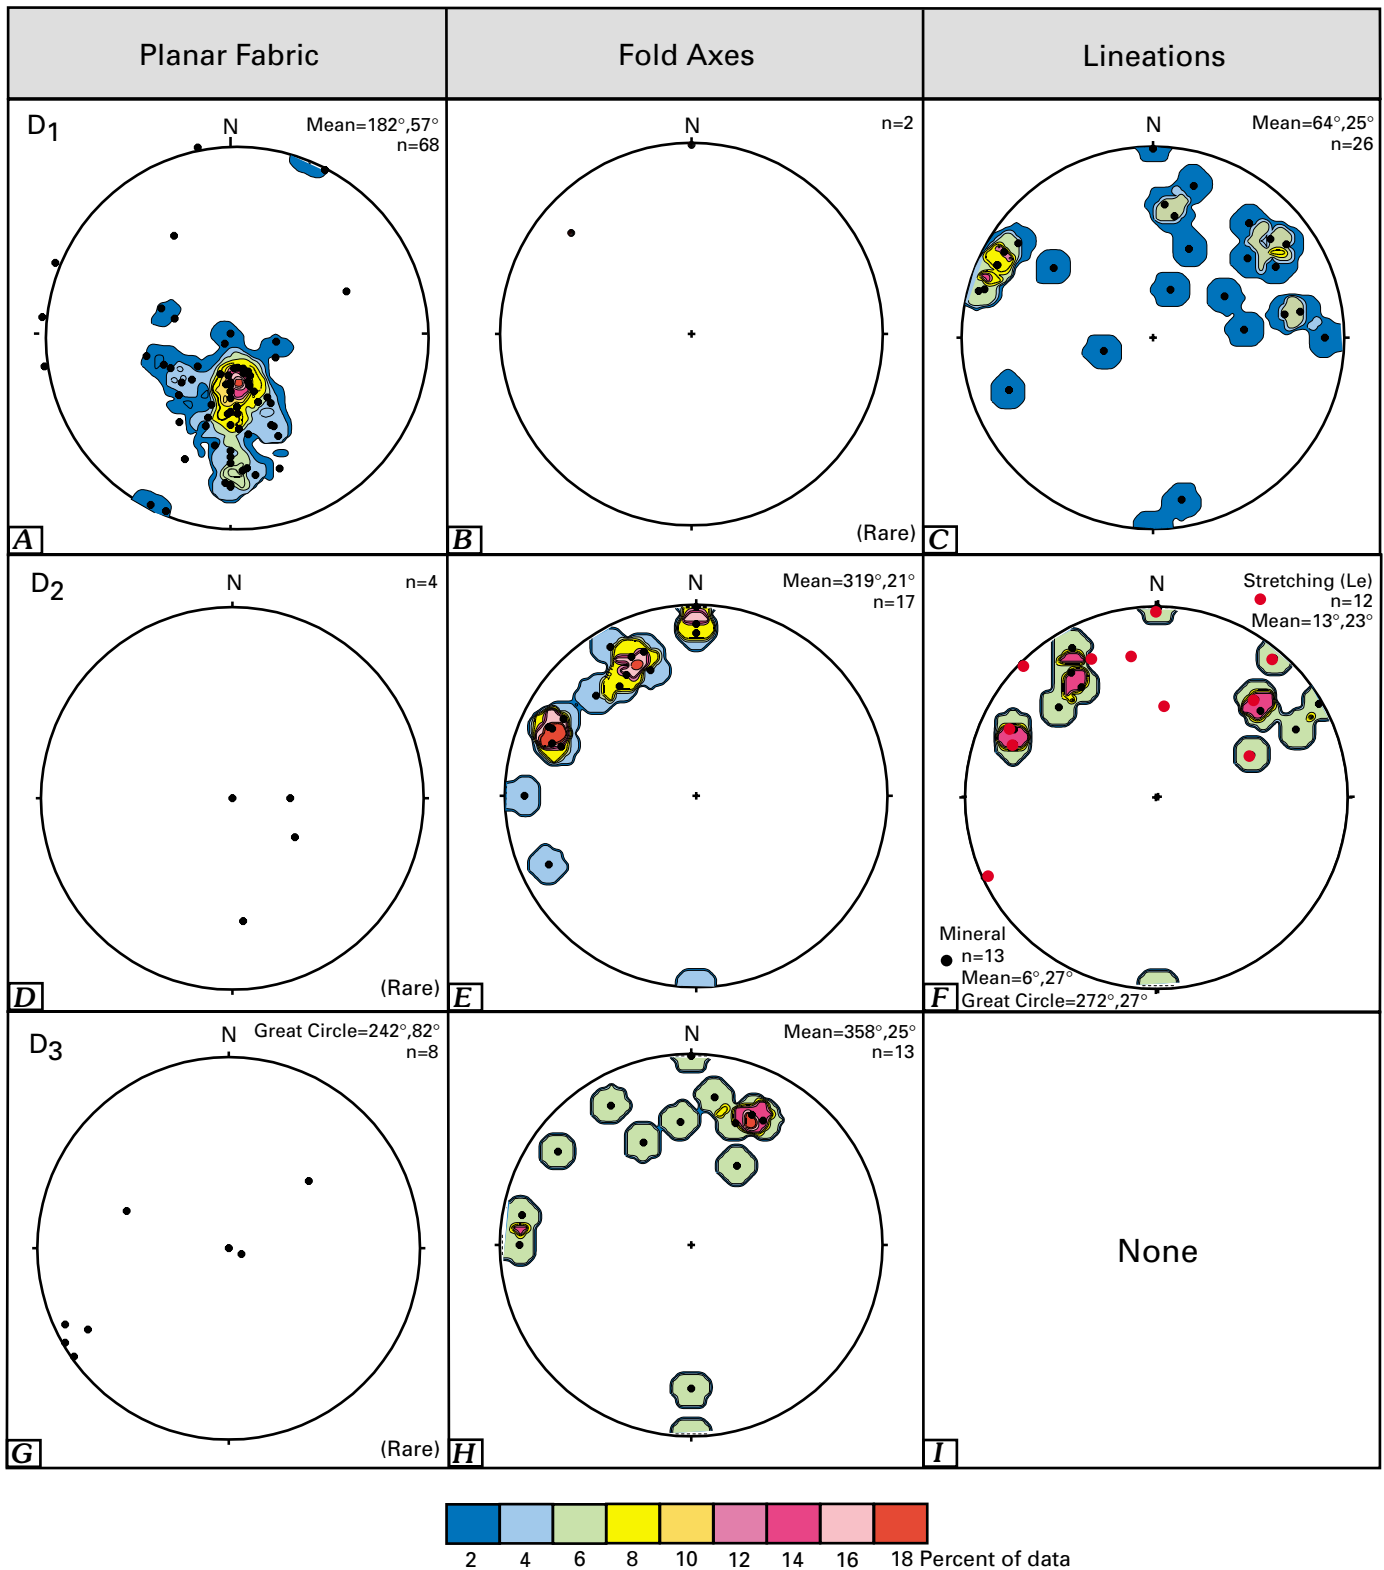 Planar Fabric
Fold Axes
Lineations
D1
N
Mean=182°,57°
n=68
A
N
n=2
(Rare)
B
N
Mean=64°,25°
n=26
C
D2
N
n=4
(Rare)
D
N
Mean=319°,21°
n=17
E
N
Stretching (Le)
n=12
Mean=13°,23°
Mineral
n=13
Mean=6°,27°
Great Circle=272°,27°
F
D3
N
Great Circle=242°,82°
n=8
(Rare)
G
N
Mean=358°,25°
n=13
H
None
I
2 4 6 8 10 12 14 16 18 Percent of data